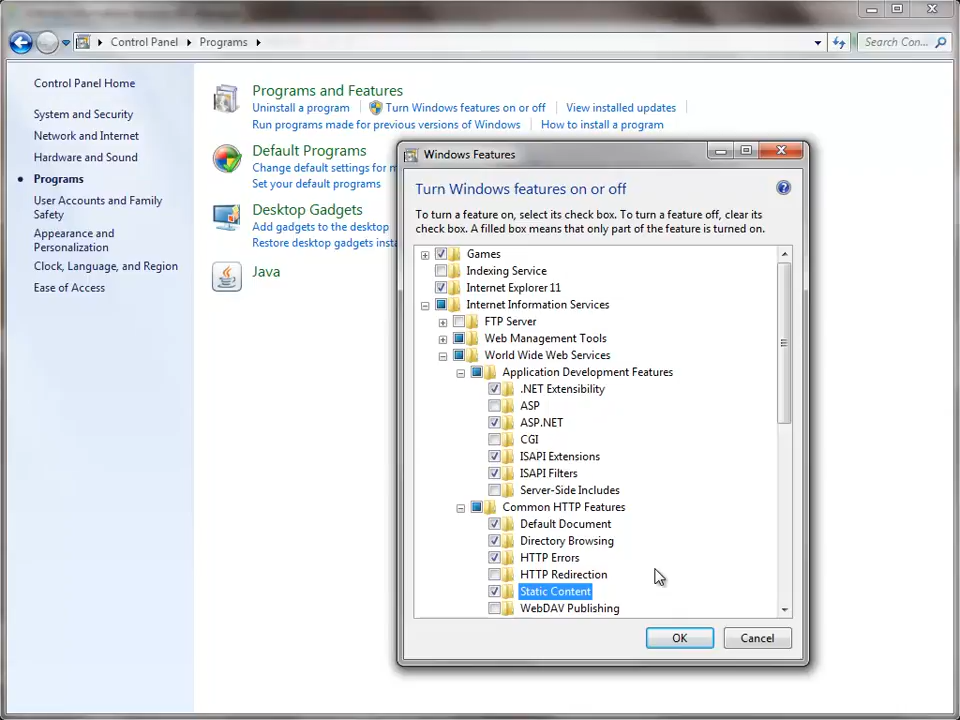 Control Panel
Programs
Search Con...
Control Panel Home
System and Security
Network and Internet
Hardware and Sound
Programs
User Accounts and Family
Safety
Appearance and
Personalization
Clock, Language, and Region
Ease of Access
Programs and Features
Uninstall a program
Turn Windows features on or off
View installed updates
Run programs made for previous versions of Windows
How to install a program
Default Programs
Change default settings for m
Set your default programs
Desktop Gadgets
Add gadgets to the desktop
Restore desktop gadgets insta
Java
Windows Features
Turn Windows features on or off
To turn a feature on, select its check box. To turn a feature off, clear its
check box. A filled box means that only part of the feature is turned on.
Games
Indexing Service
Internet Explorer 11
Internet Information Services
FTP Server
Web Management Tools
World Wide Web Services
Application Development Features
.NET Extensibility
ASP
ASP.NET
CGI
ISAPI Extensions
ISAPI Filters
Server-Side Includes
Common HTTP Features
Default Document
Directory Browsing
HTTP Errors
HTTP Redirection
Static Content
WebDAV Publishing
OK
Cancel